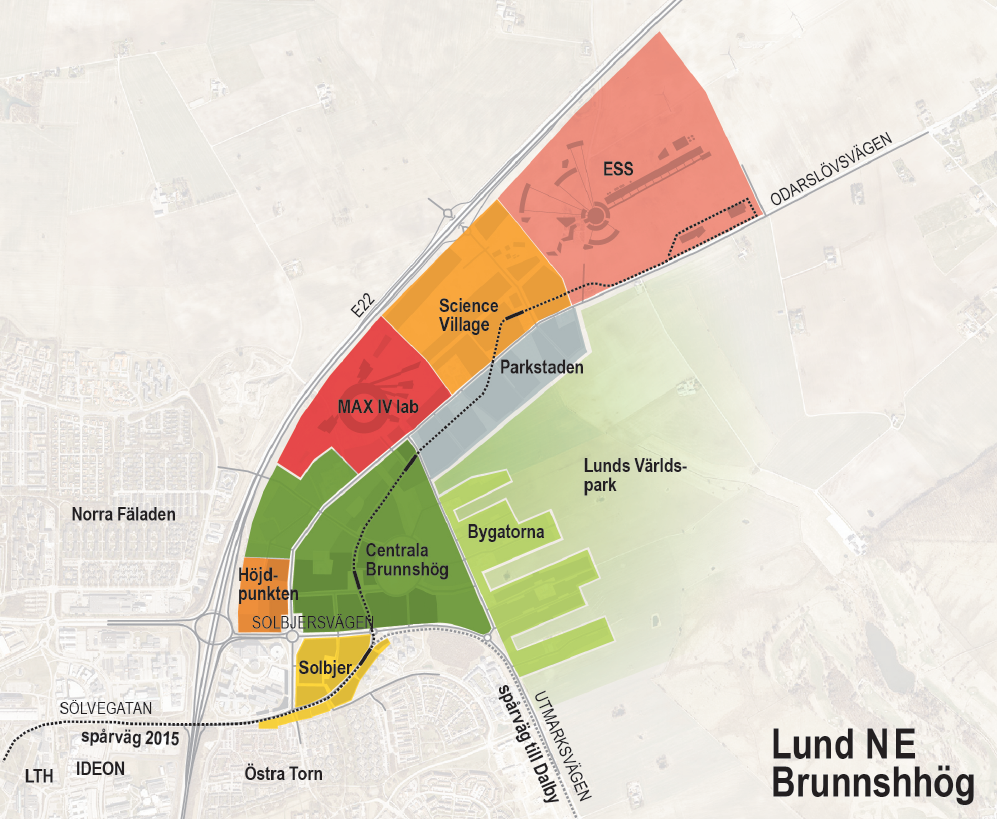 ESS
ODARSLÖVSVÄGEN
E22
Science
Village
Parkstaden
MAX IV lab
Lunds Världs-
park
Norra Fäladen
Bygatorna
Centrala
Brunnshög
Höjd-
punkten
SOLBJERSVÄGEN
Solbjer
SÖLVEGATAN
spårväg 2015
spårväg till Dalby
UTMARKSVÄGEN
LTH
IDEON
Östra Torn
Lund NE
Brunnshhög